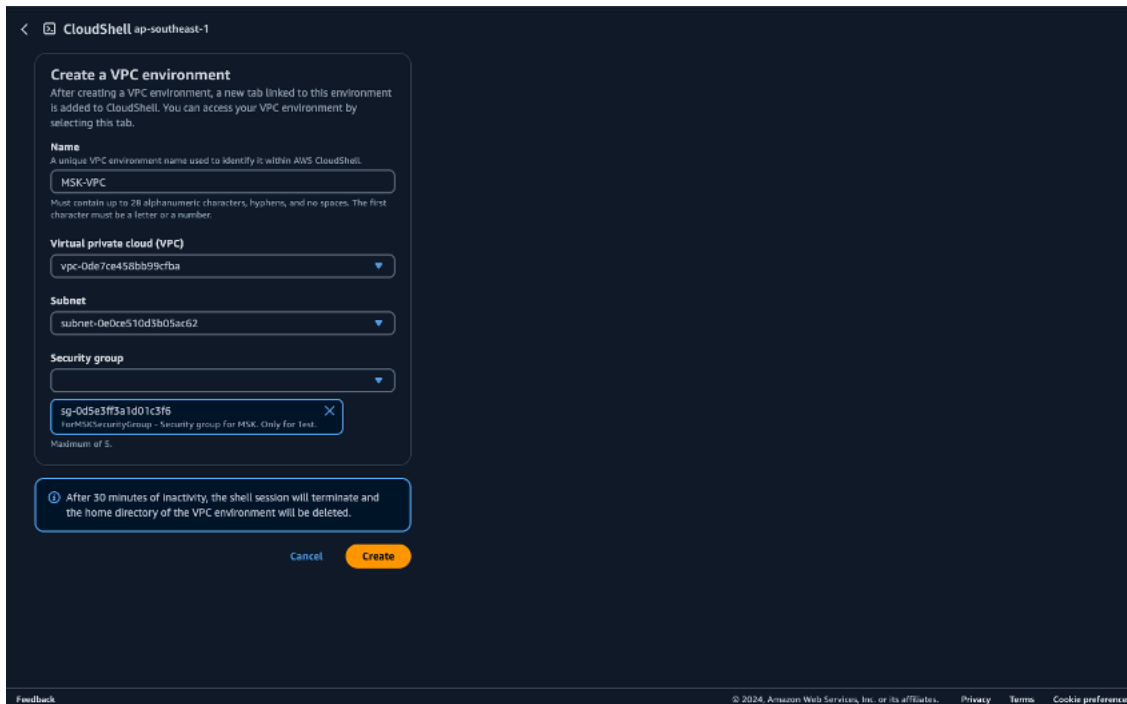 CloudShell ap-southeast-1
Create a VPC environment
After creating a VPC environment, a new tab linked to this environment
is added to CloudShell. You can access your VPC environment by
selecting this tab.
Name
A unique VPC environment name used to identify it within AWS CloudShell.
MSK-VPC
Must contain up to 28 alphanumeric characters, hyphens, and no spaces. The first
character must be a letter or a number.
Virtual private cloud (VPC)
vpc-0de7ce458bb99cfba
Subnet
subnet-0e0ce510d3b05ac62
Security group
sg-0d5e3ff3a1d01c3f6
ForMSKSecurityGroup - Security group for MSK. Only for Test.
Maximum of 5.
After 30 minutes of inactivity, the shell session will terminate and
the home directory of the VPC environment will be deleted.
Cancel
Create
Feedback
© 2024, Amazon Web Services, Inc. or its affiliates.
Privacy
Terms
Cookie preference